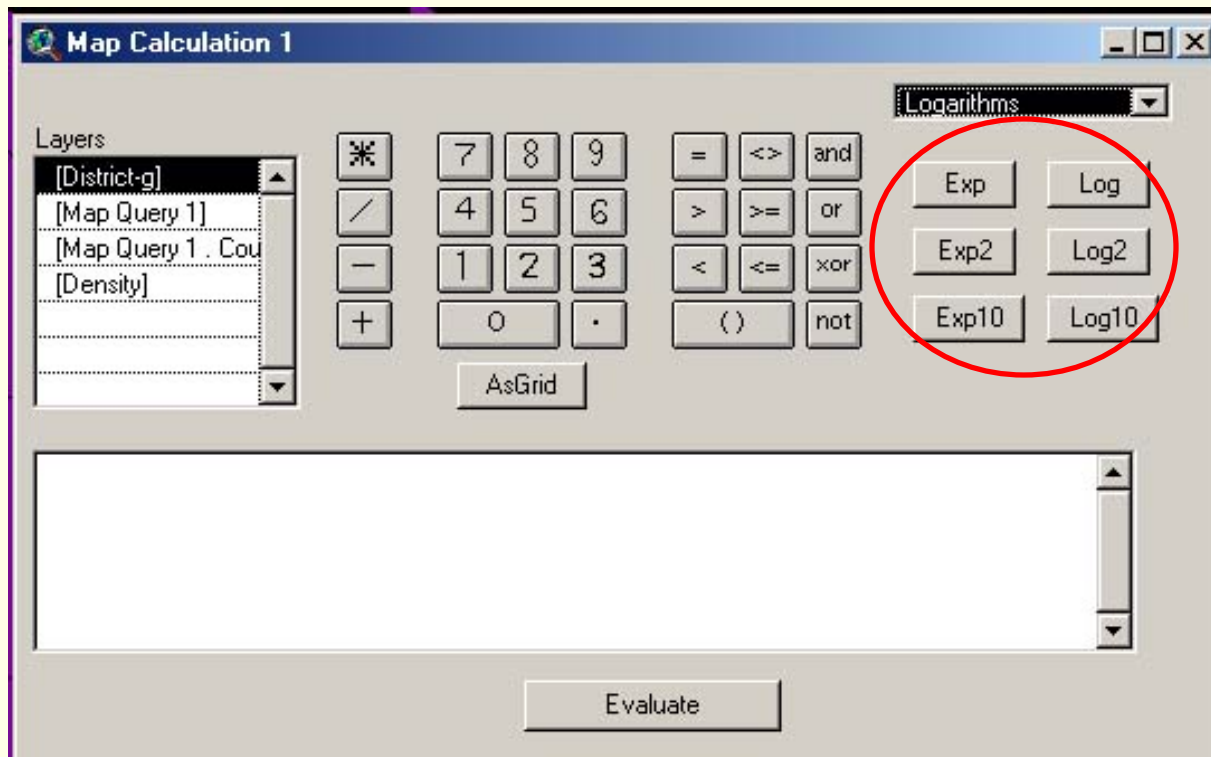 Map Calculation 1
Logarithms
Layers
[District-g]
[Map Query 1]
[Map Query 1 . Cou
[Density]
* 7 8 9 = <> and
/ 4 5 6 > >= or
- 1 2 3 < <= xor
+ 0 . ( ) not
AsGrid
Exp Log
Exp2 Log2
Exp10 Log10
Evaluate